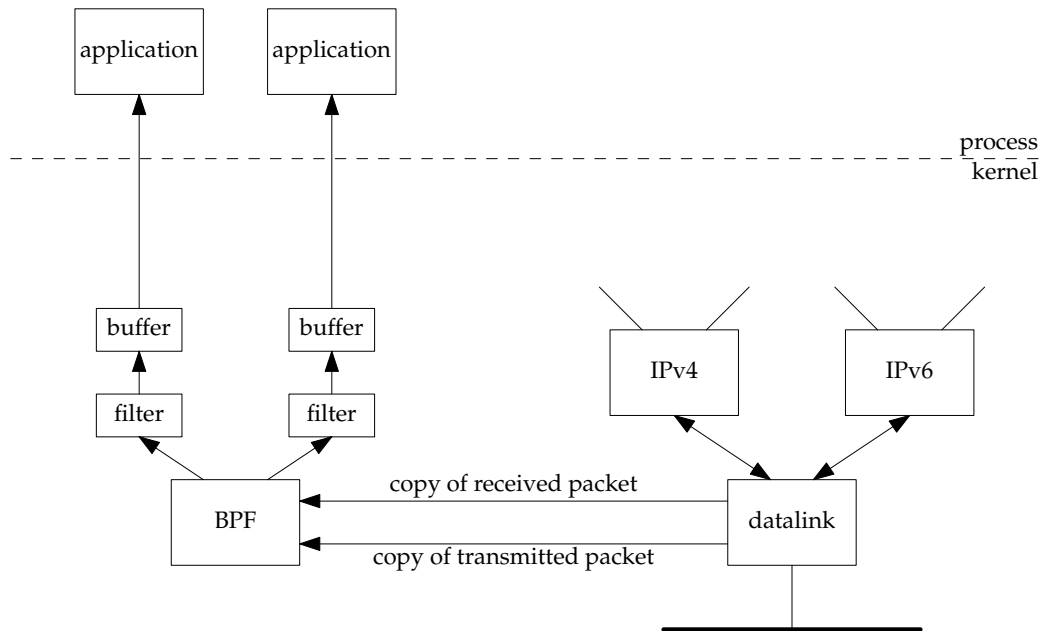 application
application
process
kernel
buffer
buffer
IPv4
IPv6
filter
filter
copy of received packet
BPF
datalink
copy of transmitted packet